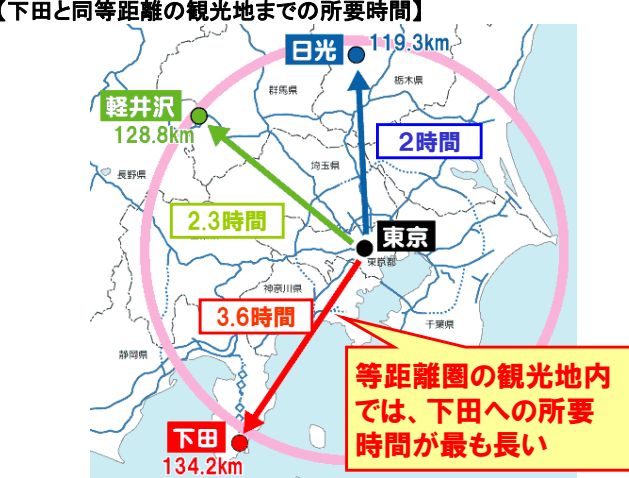 【下田と同等距離の観光地までの所要時間】
日光
119.3km
栃木県
群馬県
軽井沢
128.8km
2時間
埼玉県
長野県
2.3時間
東京
東京都
神奈川県
3.6時間
千葉県
静岡県
等距離圏の観光地内
では、下田への所要
時間が最も長い
下田
134.2km